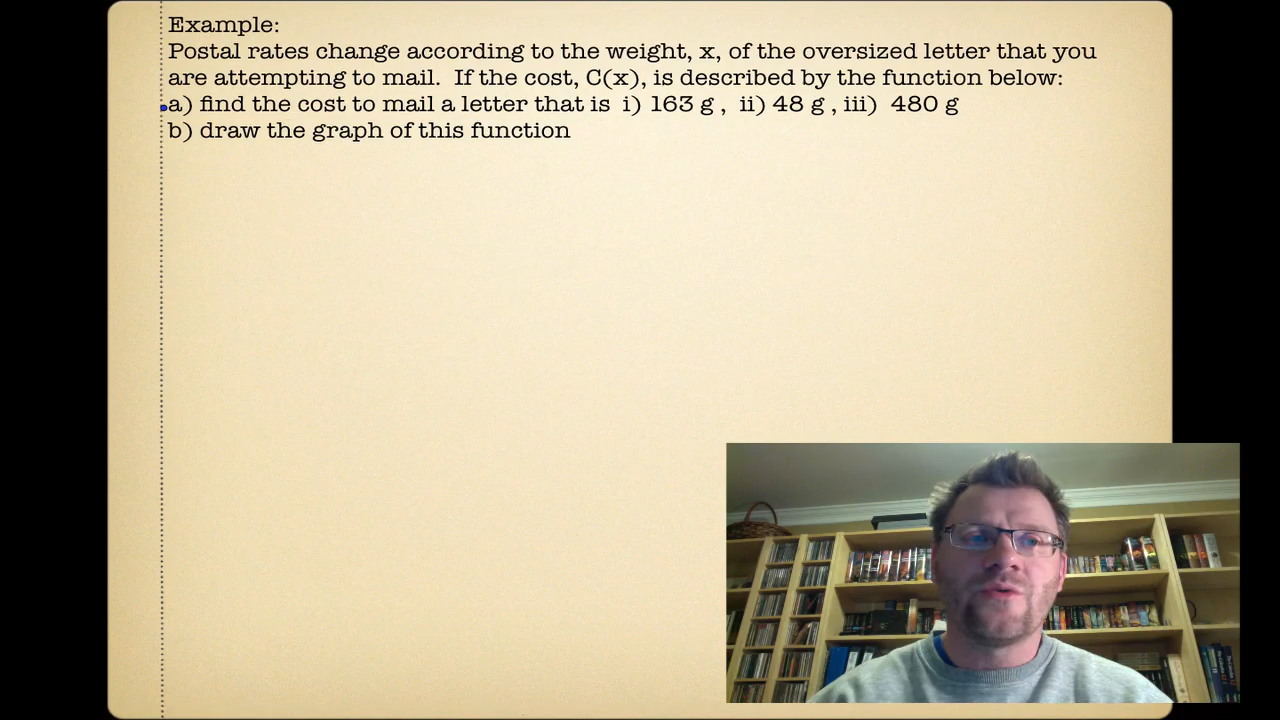 Example:
Postal rates change according to the weight, x, of the oversized letter that you
are attempting to mail.  If the cost, C(x), is described by the function below:
a) find the cost to mail a letter that is  i) 163 g ,  ii) 48 g , iii)  480 g
b) draw the graph of this function